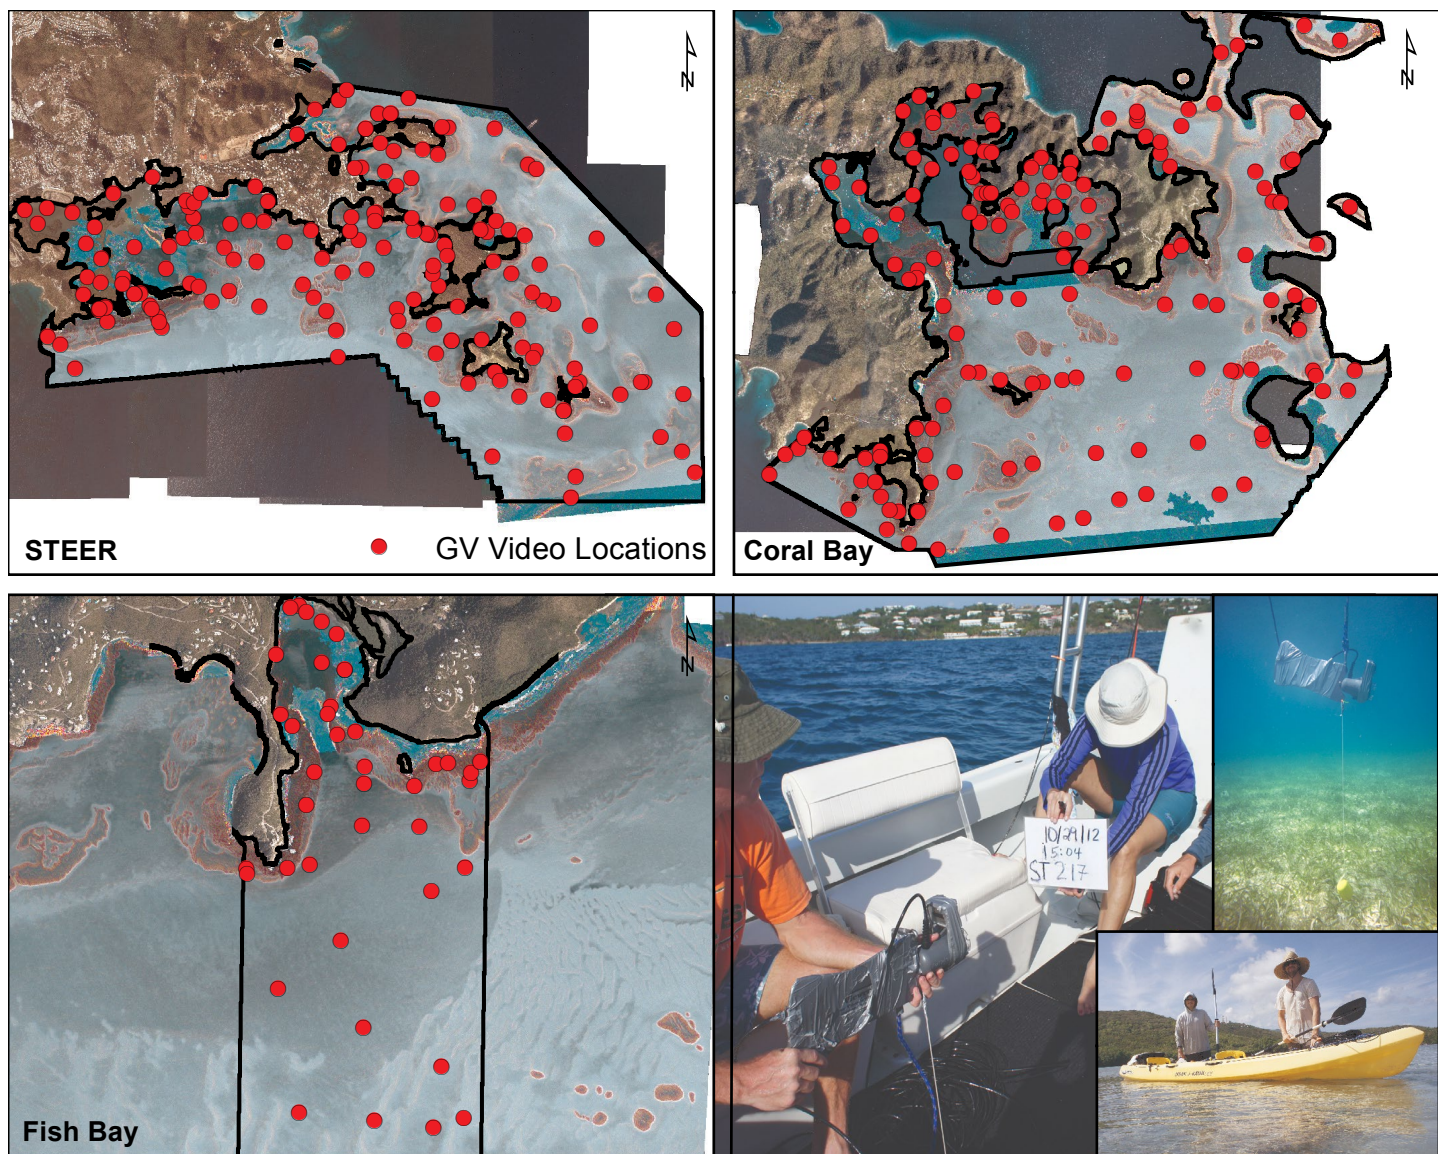 N
N
STEER
GV Video Locations
Coral Bay
N
10/29/12
15:04
ST 217
Fish Bay